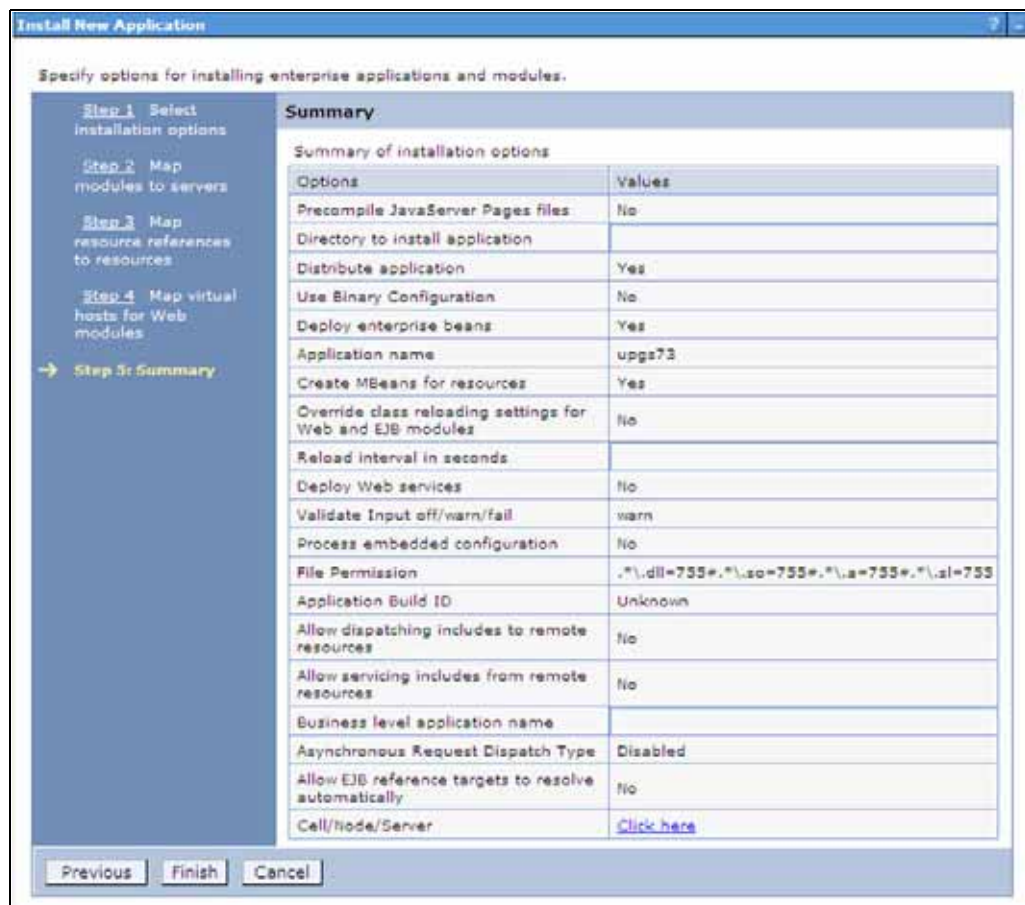 Install New Application
?
Specify options for installing enterprise applications and modules.
Step 1 Select
installation options
Step 2 Map
modules to servers
Step 3 Map
resource references
to resources
Step 4 Map virtual
hosts for Web
modules
Step 5: Summary
Summary
Summary of installation options
Options Values
Precompile JavaServer Pages files No
Directory to install application
Distribute application Yes
Use Binary Configuration No
Deploy enterprise beans Yes
Application name upgs73
Create MBeans for resources Yes
Override class reloading settings for
Web and EJB modules No
Reload interval in seconds
Deploy Web services No
Validate Input off/warn/fail warn
Process embedded configuration No
File Permission .*\.dll=755#.*\.so=755#.*\.a=755#.*\.sl=755
Application Build ID Unknown
Allow dispatching includes to remote
resources No
Allow servicing includes from remote
resources No
Business level application name
Asynchronous Request Dispatch Type Disabled
Allow EJB reference targets to resolve
automatically No
Cell/Node/Server Click here
Previous Finish Cancel